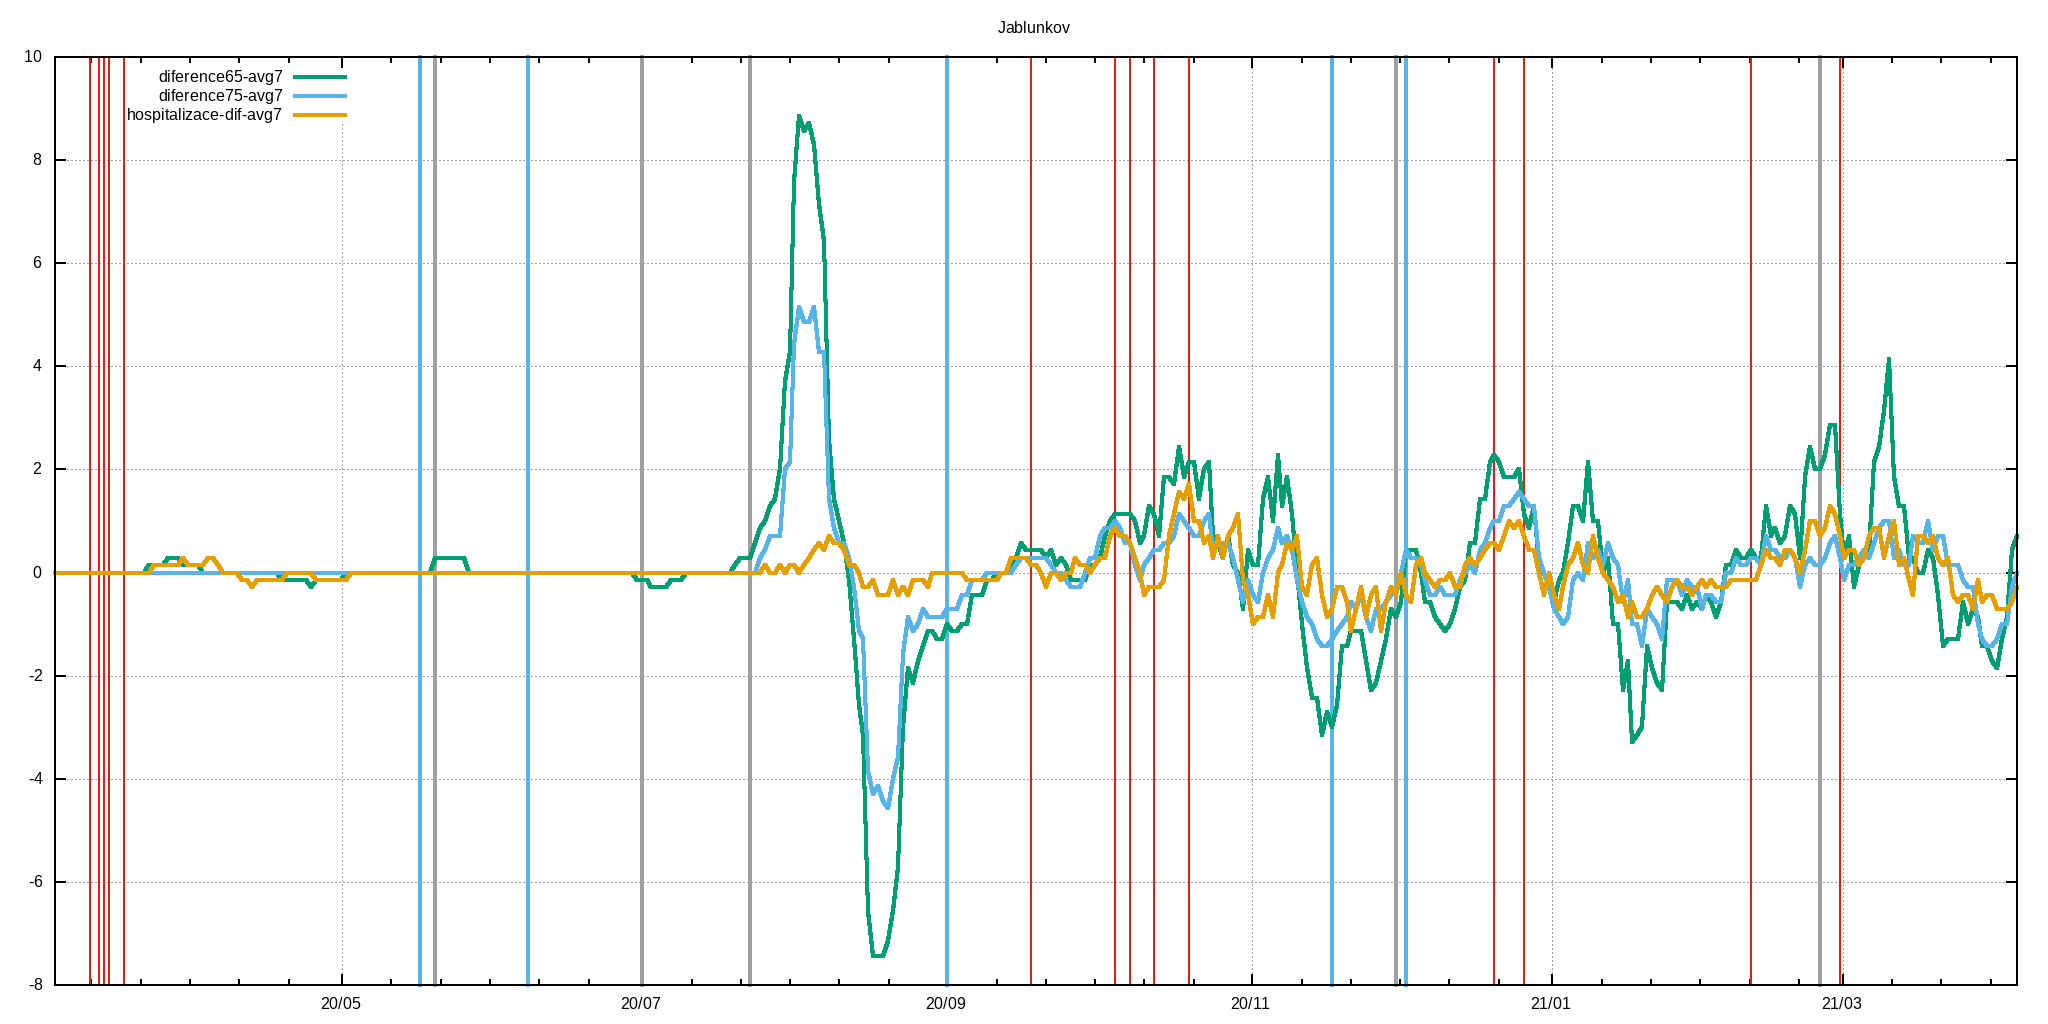 Jablunkov
10
diference65-avg7
diference75-avg7
hospitalizace-dif-avg7
8
6
4
2
0
-2
-4
-6
-8
20/05 20/07 20/09 20/11 21/01 21/03